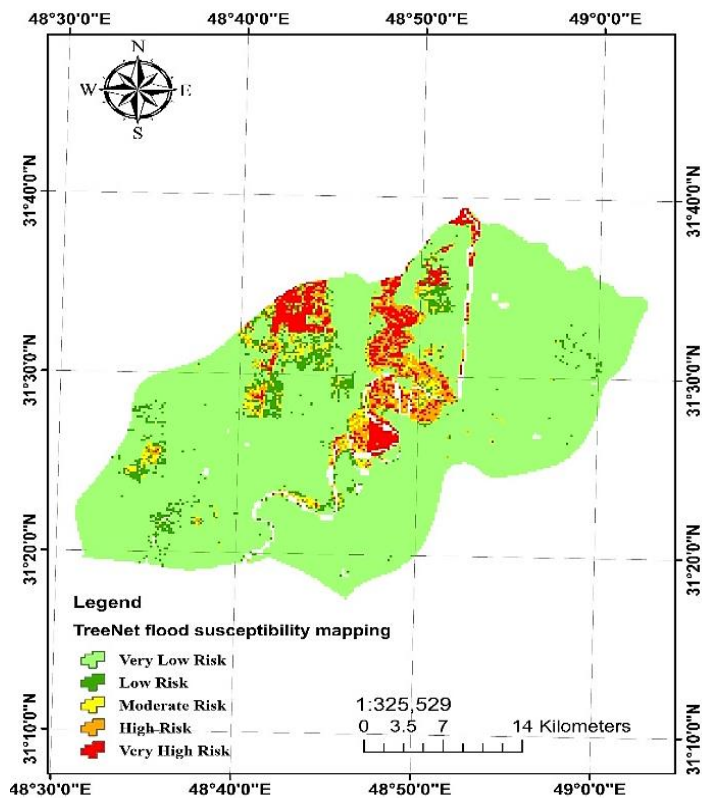 48°30'0"E 48°40'0"E 48°50'0"E 49°0'0"E
N
W E
S
31°40'0"N 31°40'0"N
31°30'0"N 31°30'0"N
31°20'0"N 31°20'0"N
Legend
TreeNet flood susceptibility mapping
Very Low Risk
Low Risk
Moderate Risk
High Risk
Very High Risk
1:325,529
0 3.5 7 14 Kilometers
31°10'0"N 31°10'0"N
48°30'0"E 48°40'0"E 48°50'0"E 49°0'0"E